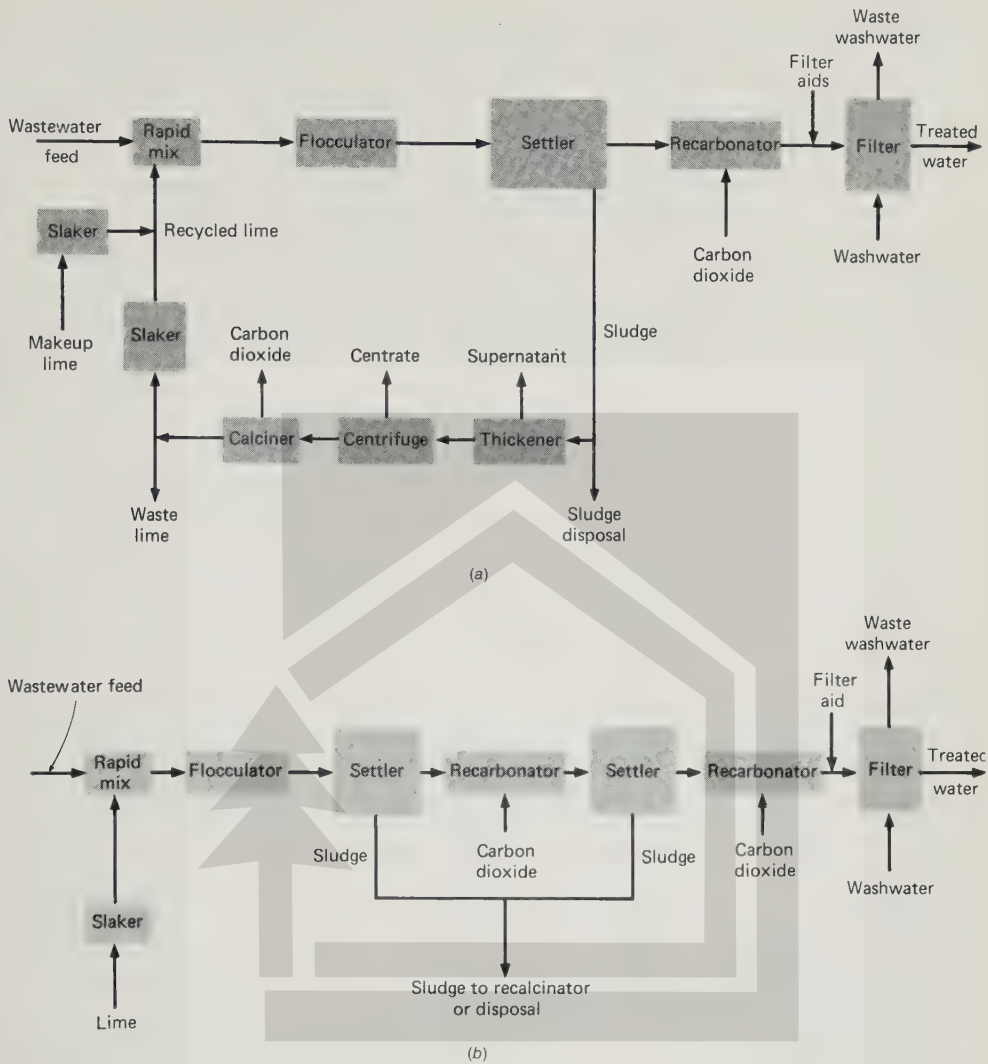 Waste
washwater
Filter
aids
Wastewater
feed
Rapid
mix
Flocculator
Settler
Recarbonator
Filter
Treated
water
Slaker
Recycled lime
Carbon
dioxide
Washwater
Makeup
lime
Slaker
Carbon
dioxide
Centrate
Supernatant
Sludge
Calciner
Centrifuge
Thickener
Waste
lime
Sludge
disposal
(a)
Waste
washwater
Wastewater feed
Filter
aid
Rapid
mix
Flocculator
Settler
Recarbonator
Settler
Recarbonator
Filter
Treated
water
Sludge
Carbon
dioxide
Sludge
Carbon
dioxide
Washwater
Slaker
Lime
Sludge to recalcinator
or disposal
(b)